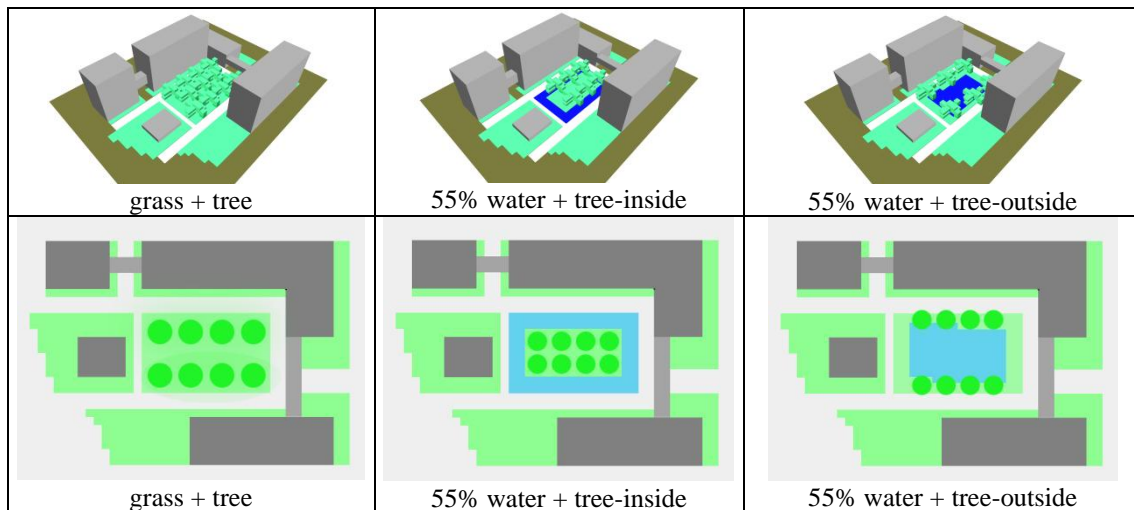 grass + tree
55% water + tree-inside
55% water + tree-outside
grass + tree
55% water + tree-inside
55% water + tree-outside